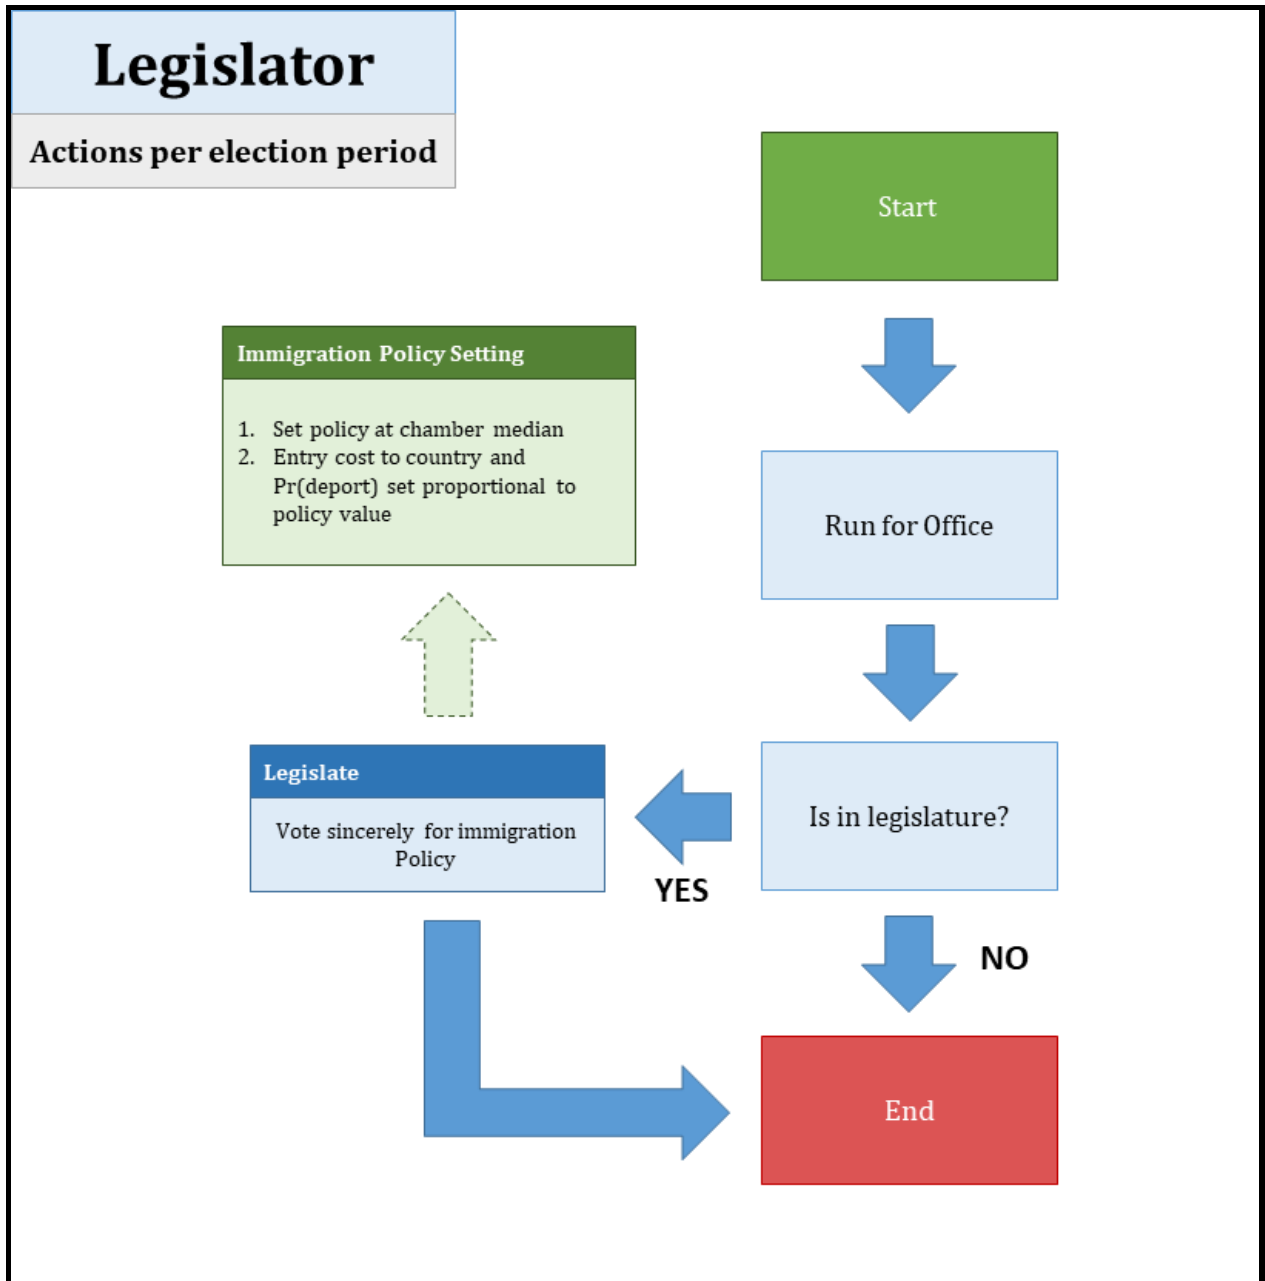 Legislator
Actions per election period
Start
Immigration Policy Setting
1. Set policy at chamber median
2. Entry cost to country and
Pr(deport) set proportional to
policy value
Run for Office
Legislate
Vote sincerely for immigration
Policy
Is in legislature?
YES
NO
End